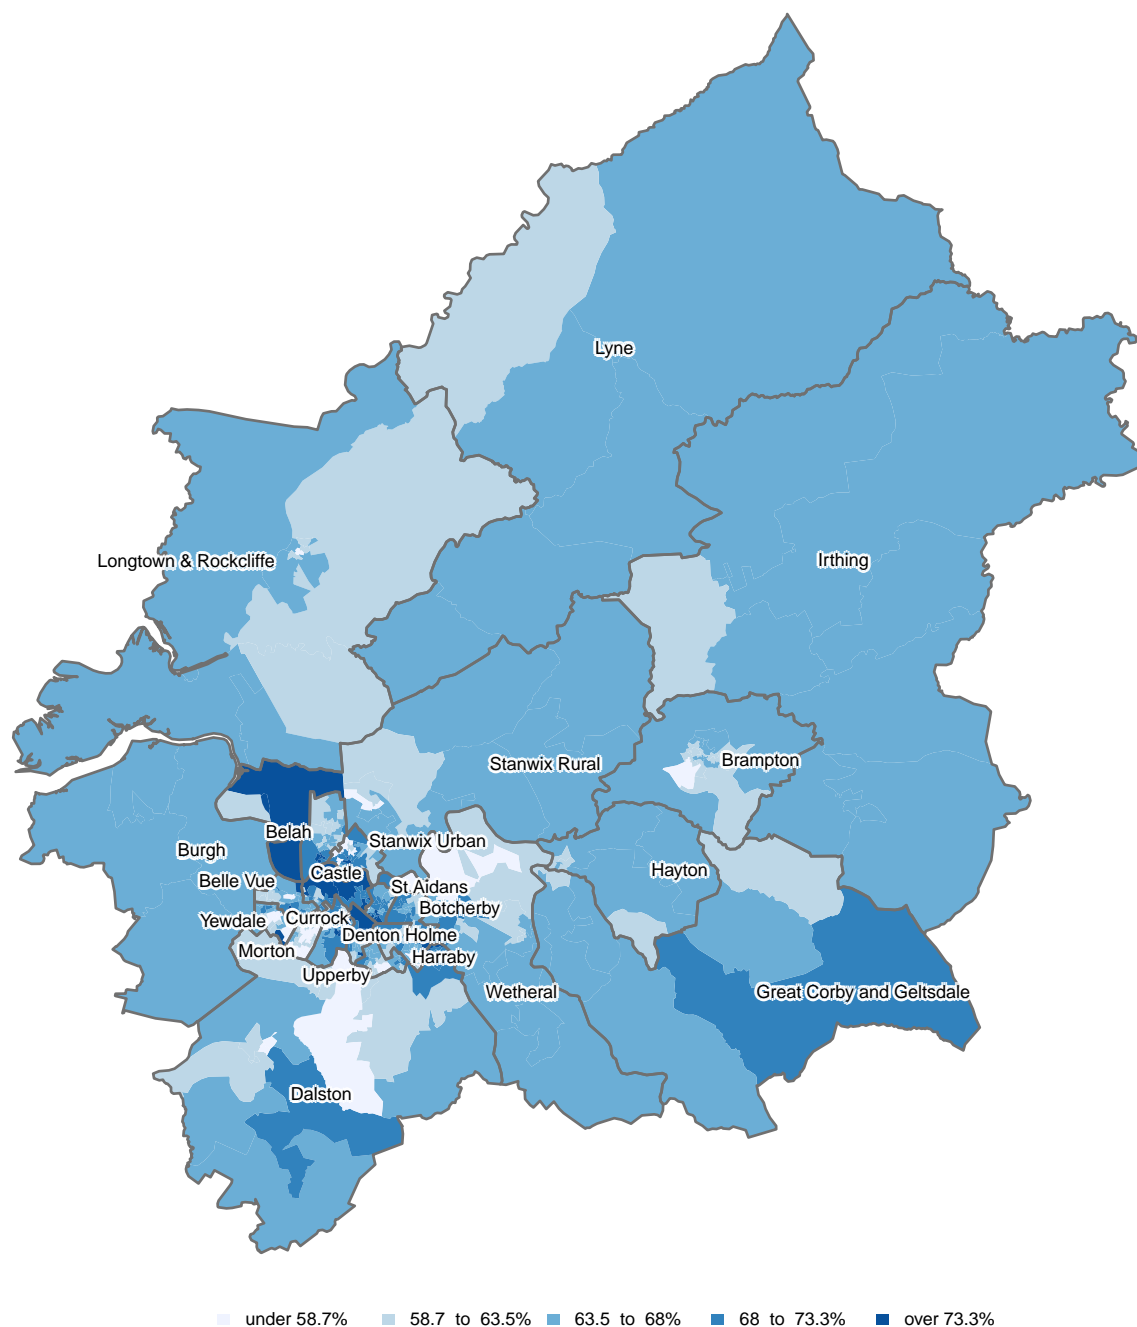 Lyne
Longtown & Rockcliffe
Irthing
Stanwix Rural
Brampton
Belah
Stanwix Urban
Burgh
Hayton
Castle
Belle Vue
St Aidans
Botcherby
Yewdale
Currock
Denton Holme
Morton
Harraby
Upperby
Wetheral
Great Corby and Geltsdale
Dalston
under 58.7% 58.7 to 63.5% 63.5 to 68% 68 to 73.3% over 73.3%